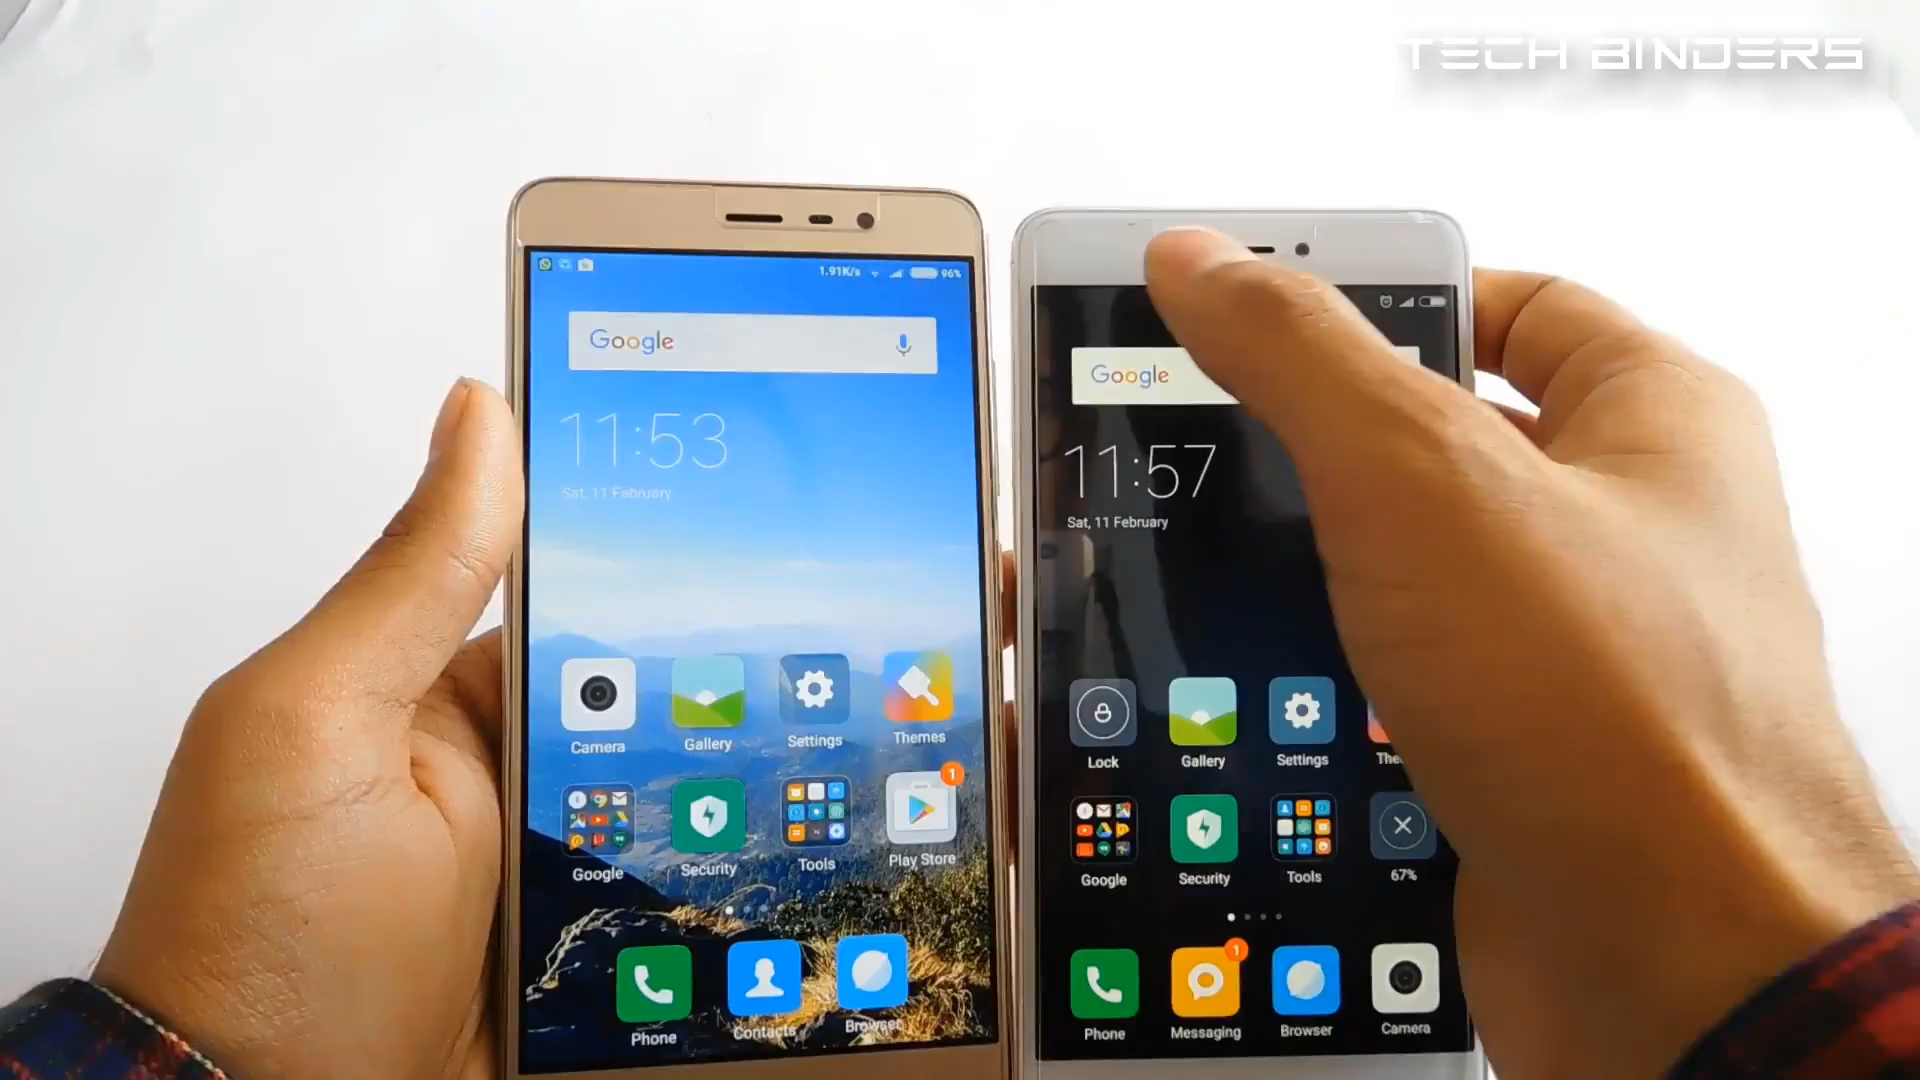 TECH BINDERS
1.91K/s 96%
Google
11:53
Sat, 11 February
Camera Gallery Settings Themes
1
Google Security Tools Play Store
Phone Contacts Browser
Google
11:57
Sat, 11 February
Lock Gallery Settings
Google Security Tools 67%
1
Phone Messaging Browser Camera